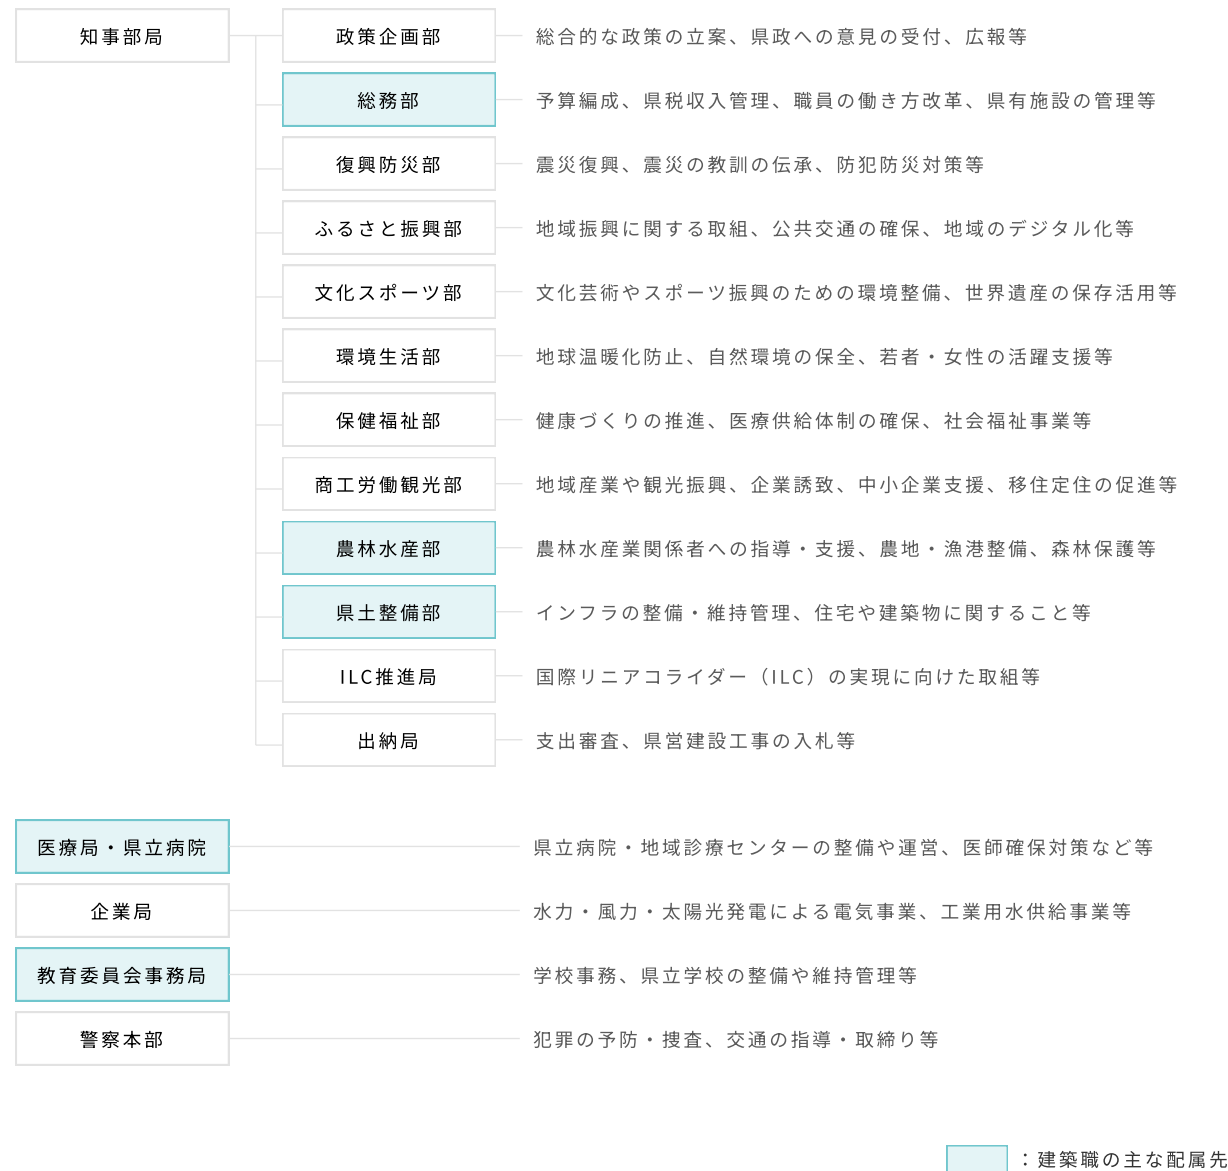 知事部局
政策企画部 総合的な政策の立案、県政への意見の受付、広報等
総務部 予算編成、県税収入管理、職員の働き方改革、県有施設の管理等
復興防災部 震災復興、震災の教訓の伝承、防犯防災対策等
ふるさと振興部 地域振興に関する取組、公共交通の確保、地域のデジタル化等
文化スポーツ部 文化芸術やスポーツ振興のための環境整備、世界遺産の保存活用等
環境生活部 地球温暖化防止、自然環境の保全、若者・女性の活躍支援等
保健福祉部 健康づくりの推進、医療供給体制の確保、社会福祉事業等
商工労働観光部 地域産業や観光振興、企業誘致、中小企業支援、移住定住の促進等
農林水産部 農林水産業関係者への指導・支援、農地・漁港整備、森林保護等
県土整備部 インフラの整備・維持管理、住宅や建築物に関すること等
ILC推進局 国際リニアコライダー（ILC）の実現に向けた取組等
出納局 支出審査、県営建設工事の入札等
医療局・県立病院 県立病院・地域診療センターの整備や運営、医師確保対策など等
企業局 水力・風力・太陽光発電による電気事業、工業用水供給事業等
教育委員会事務局 学校事務、県立学校の整備や維持管理等
警察本部 犯罪の予防・捜査、交通の指導・取締り等
：建築職の主な配属先